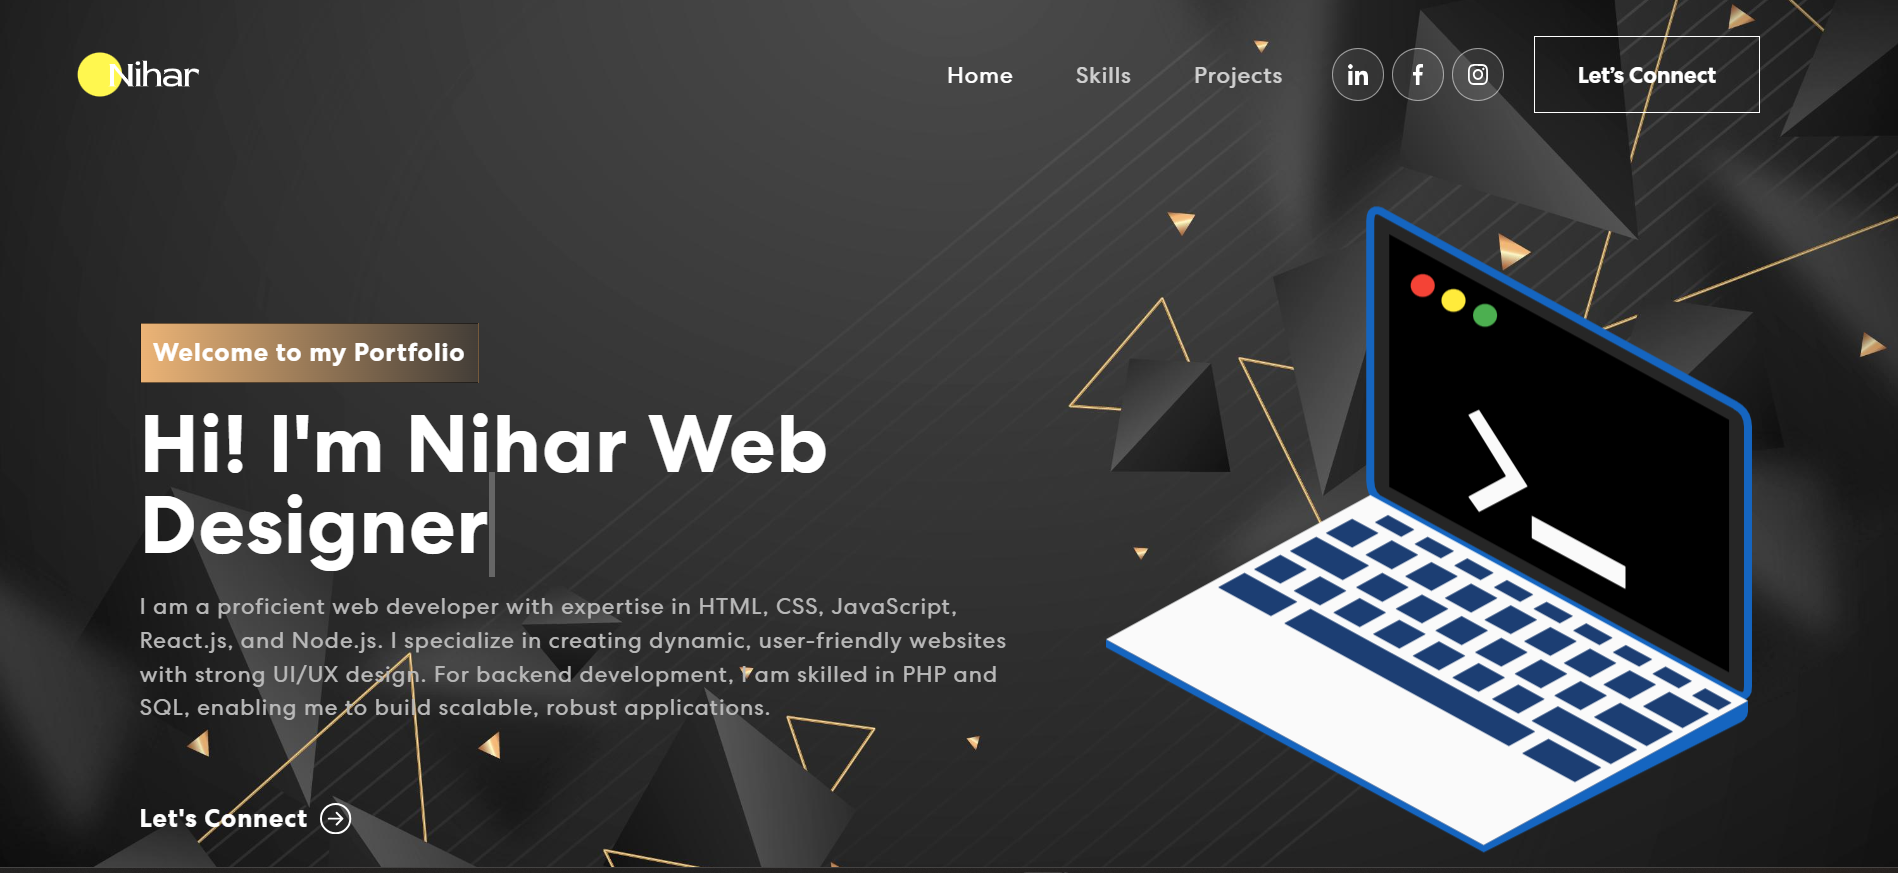 Nihar
Home Skills Projects in f Let's Connect
Welcome to my Portfolio
Hi! I'm Nihar Web
Designer
I am a proficient web developer with expertise in HTML, CSS, JavaScript,
React.js, and Node.js. I specialize in creating dynamic, user-friendly websites
with strong UI/UX design. For backend development, I am skilled in PHP and
SQL, enabling me to build scalable, robust applications.
Let's Connect